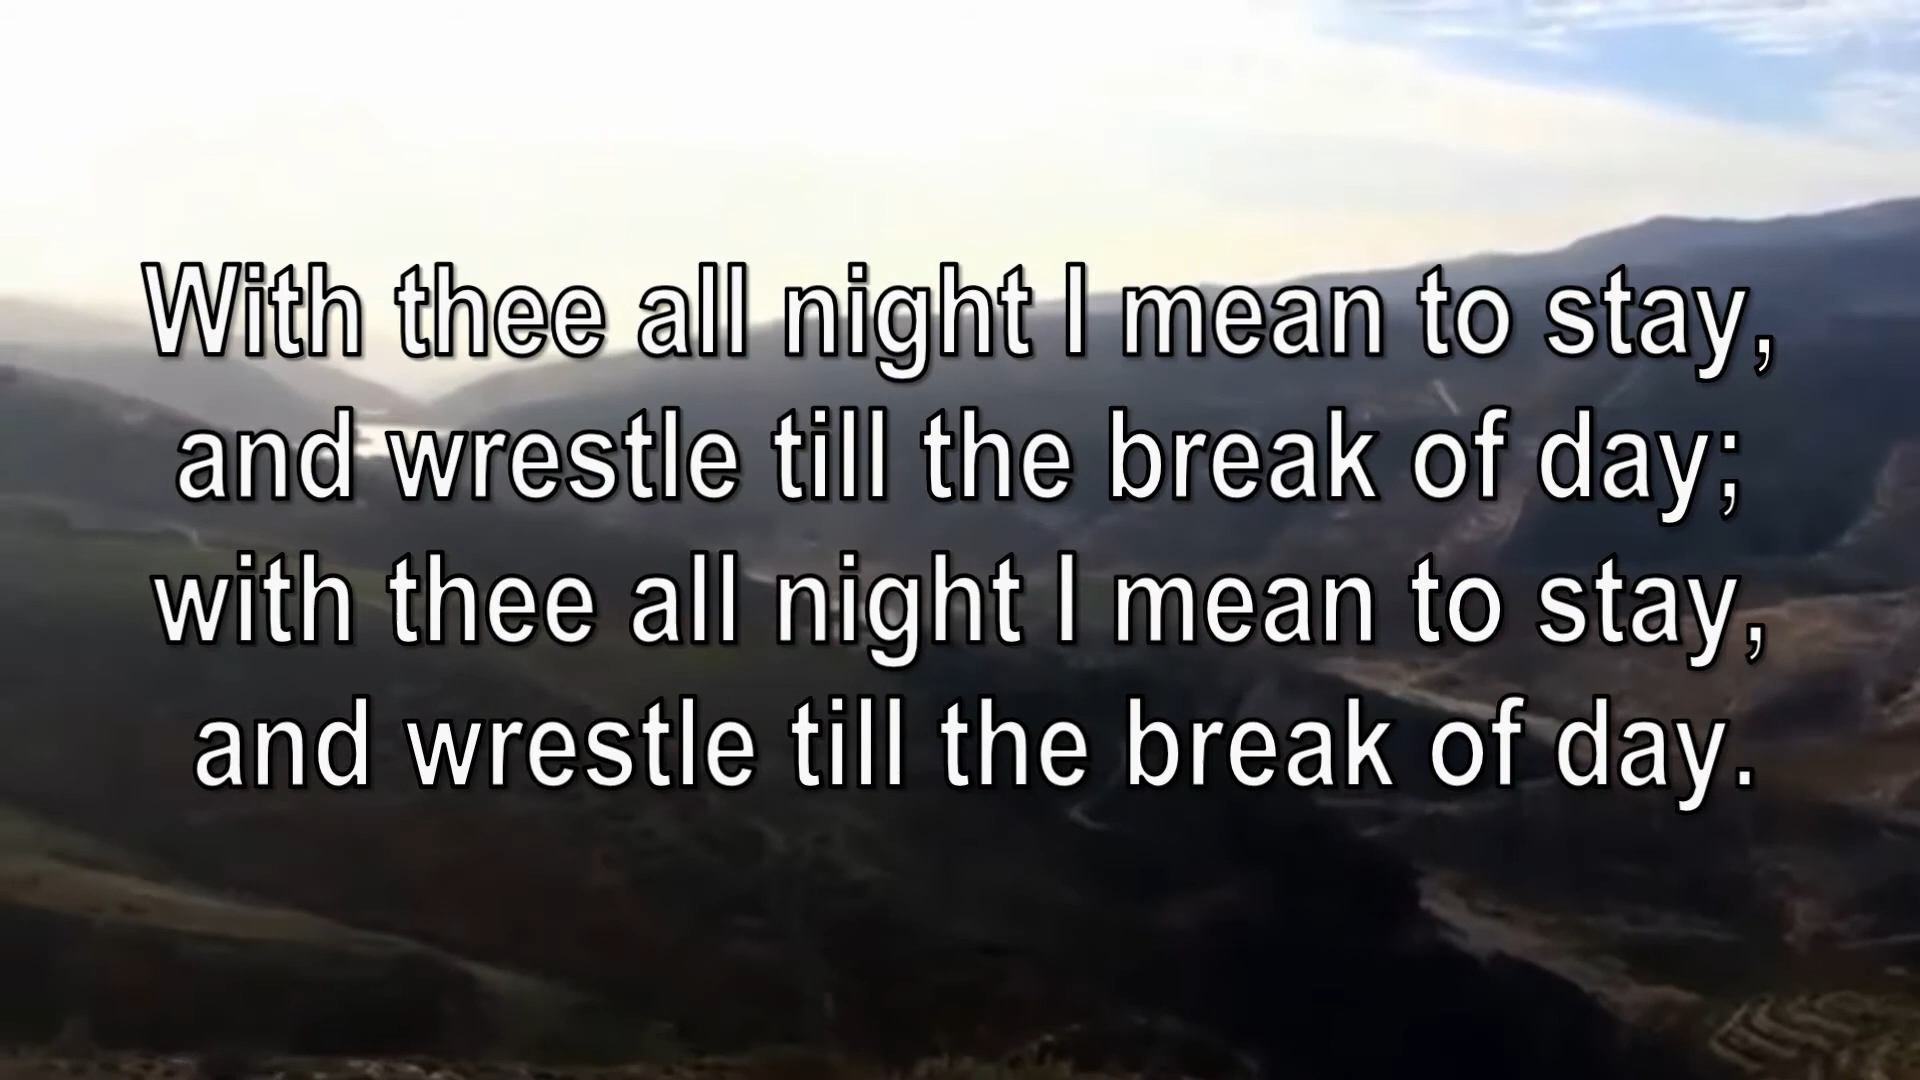 With thee all night I mean to stay,
and wrestle till the break of day;
with thee all night I mean to stay,
and wrestle till the break of day.